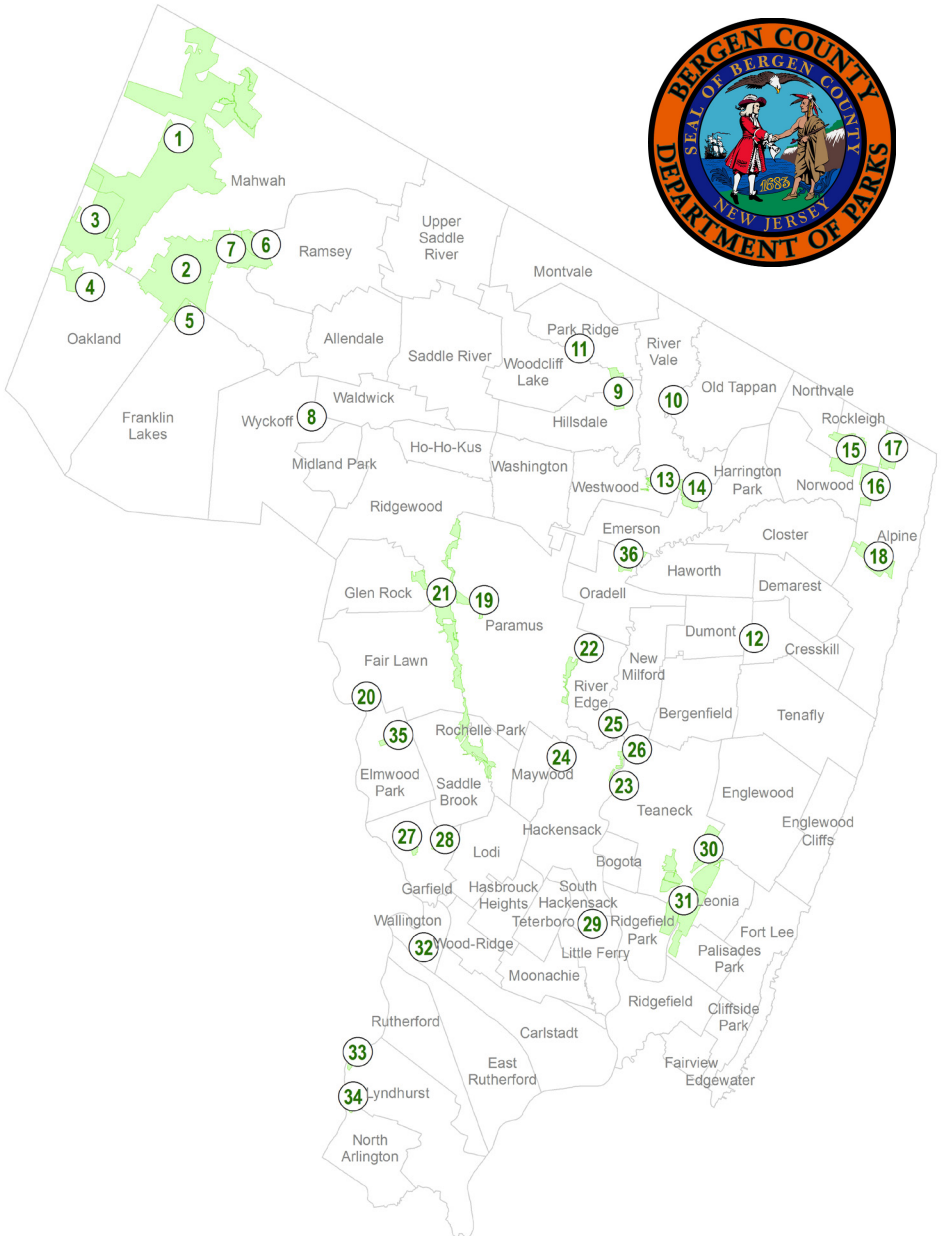 BERGEN COUNTY
SEAL OF BERGEN COUNTY
1683
NEW JERSEY
DEPARTMENT OF PARKS
1
Mahwah
3
2
7
6
Ramsey
Upper
Saddle
River
4
5
Oakland
Montvale
Park Ridge
11
River
Vale
Allendale
Saddle River
Woodcliff
Lake
9
10
Old Tappan
Northvale
Franklin
Lakes
Wyckoff
8
Waldwick
Hillsdale
Rockleigh
15
17
Midland Park
Ho-Ho-Kus
Washington
Westwood
13
14
Harrington
Park
Norwood
16
Ridgewood
Emerson
36
Closter
Alpine
18
Glen Rock
21
19
Paramus
Oradell
Haworth
Demarest
Dumont
12
Cresskill
Fair Lawn
22
New
Milford
20
River
Edge
Bergenfield
Tenafly
35
Rochelle Park
25
26
24
Maywood
23
Elmwood
Park
Saddle
Brook
Teaneck
Englewood
Englewood
Cliffs
27
28
Lodi
Hackensack
Bogota
30
Garfield
Hasbrouck
Heights
South
Hackensack
31
Leonia
Wallington
Teterboro
29
Ridgefield
Park
Fort Lee
32
Wood-Ridge
Little Ferry
Palisades
Park
Moonachie
Ridgefield
Cliffside
Park
Rutherford
Carlstadt
33
East
Rutherford
Fairview
Edgewater
34
Lyndhurst
North
Arlington